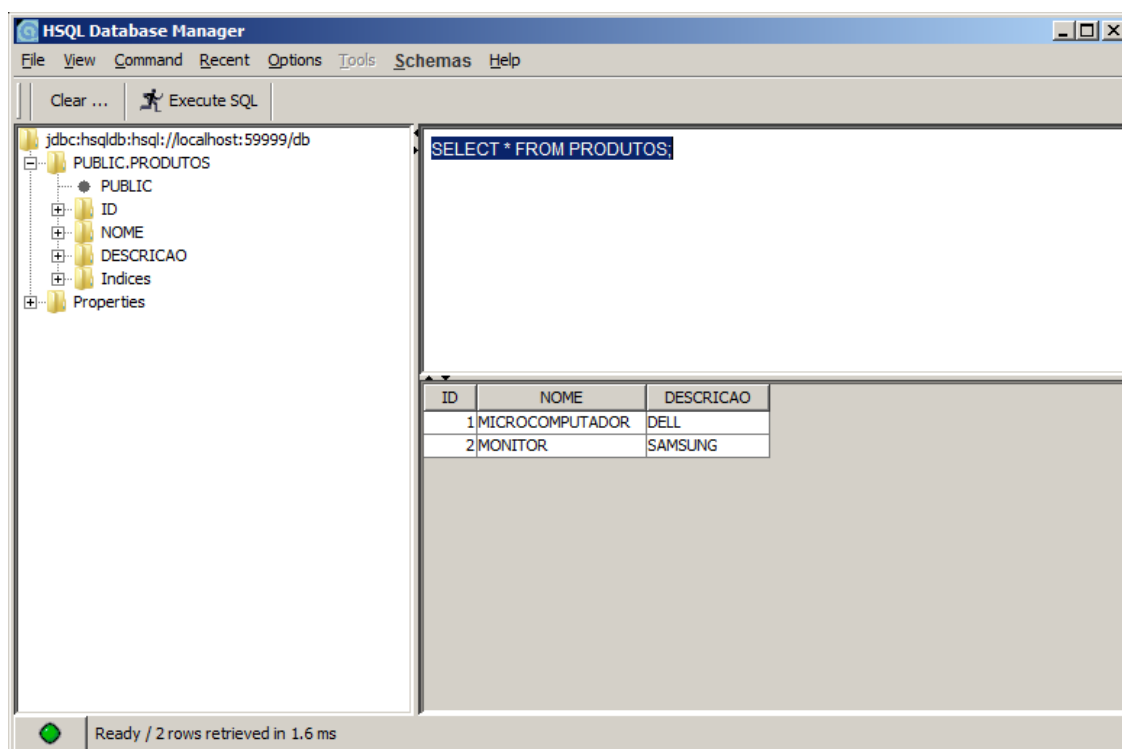 HSQL Database Manager
File View Command Recent Options Tools Schemas Help
Clear ... Execute SQL
jdbc:hsqldb:hsql://localhost:59999/db
PUBLIC.PRODUTOS
PUBLIC
ID
NOME
DESCRICAO
Indices
Properties
SELECT * FROM PRODUTOS;
ID NOME DESCRICAO
1 MICROCOMPUTADOR DELL
2 MONITOR SAMSUNG
Ready / 2 rows retrieved in 1.6 ms